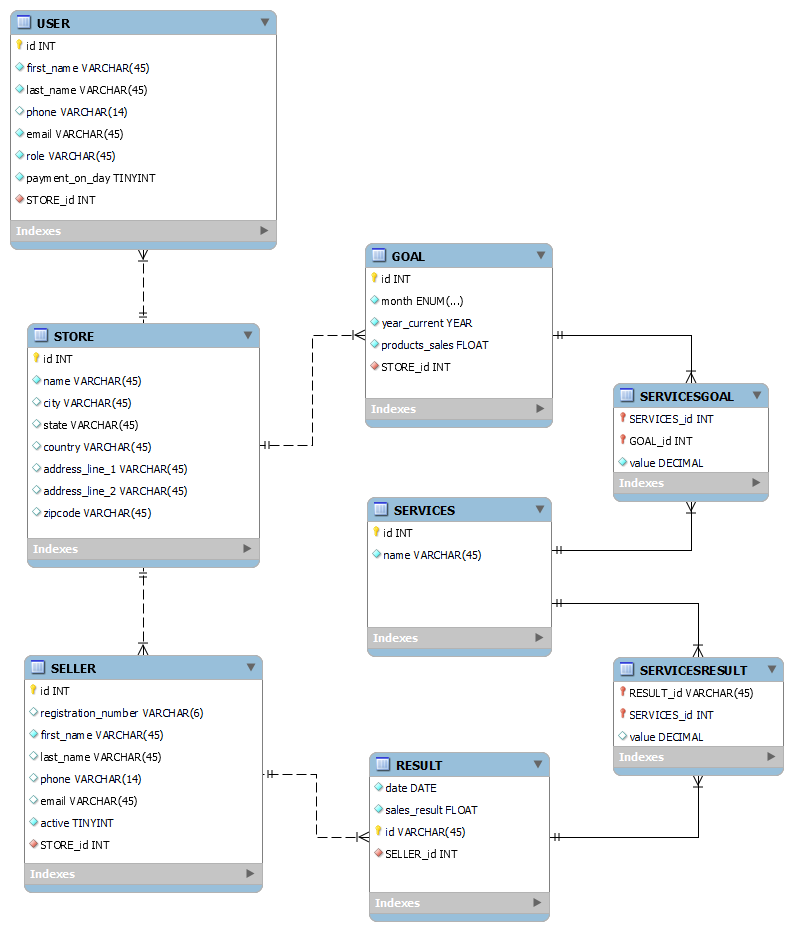 USER
id INT
first_name VARCHAR(45)
last_name VARCHAR(45)
phone VARCHAR(14)
email VARCHAR(45)
role VARCHAR(45)
payment_on_day TINYINT
STORE_id INT
Indexes
STORE
id INT
name VARCHAR(45)
city VARCHAR(45)
state VARCHAR(45)
country VARCHAR(45)
address_line_1 VARCHAR(45)
address_line_2 VARCHAR(45)
zipcode VARCHAR(45)
Indexes
SELLER
id INT
registration_number VARCHAR(6)
first_name VARCHAR(45)
last_name VARCHAR(45)
phone VARCHAR(14)
email VARCHAR(45)
active TINYINT
STORE_id INT
Indexes
GOAL
id INT
month ENUM(...)
year_current YEAR
products_sales FLOAT
STORE_id INT
Indexes
SERVICES
id INT
name VARCHAR(45)
Indexes
RESULT
date DATE
sales_result FLOAT
id VARCHAR(45)
SELLER_id INT
Indexes
SERVICESGOAL
SERVICES_id INT
GOAL_id INT
value DECIMAL
Indexes
SERVICESRESULT
RESULT_id VARCHAR(45)
SERVICES_id INT
value DECIMAL
Indexes